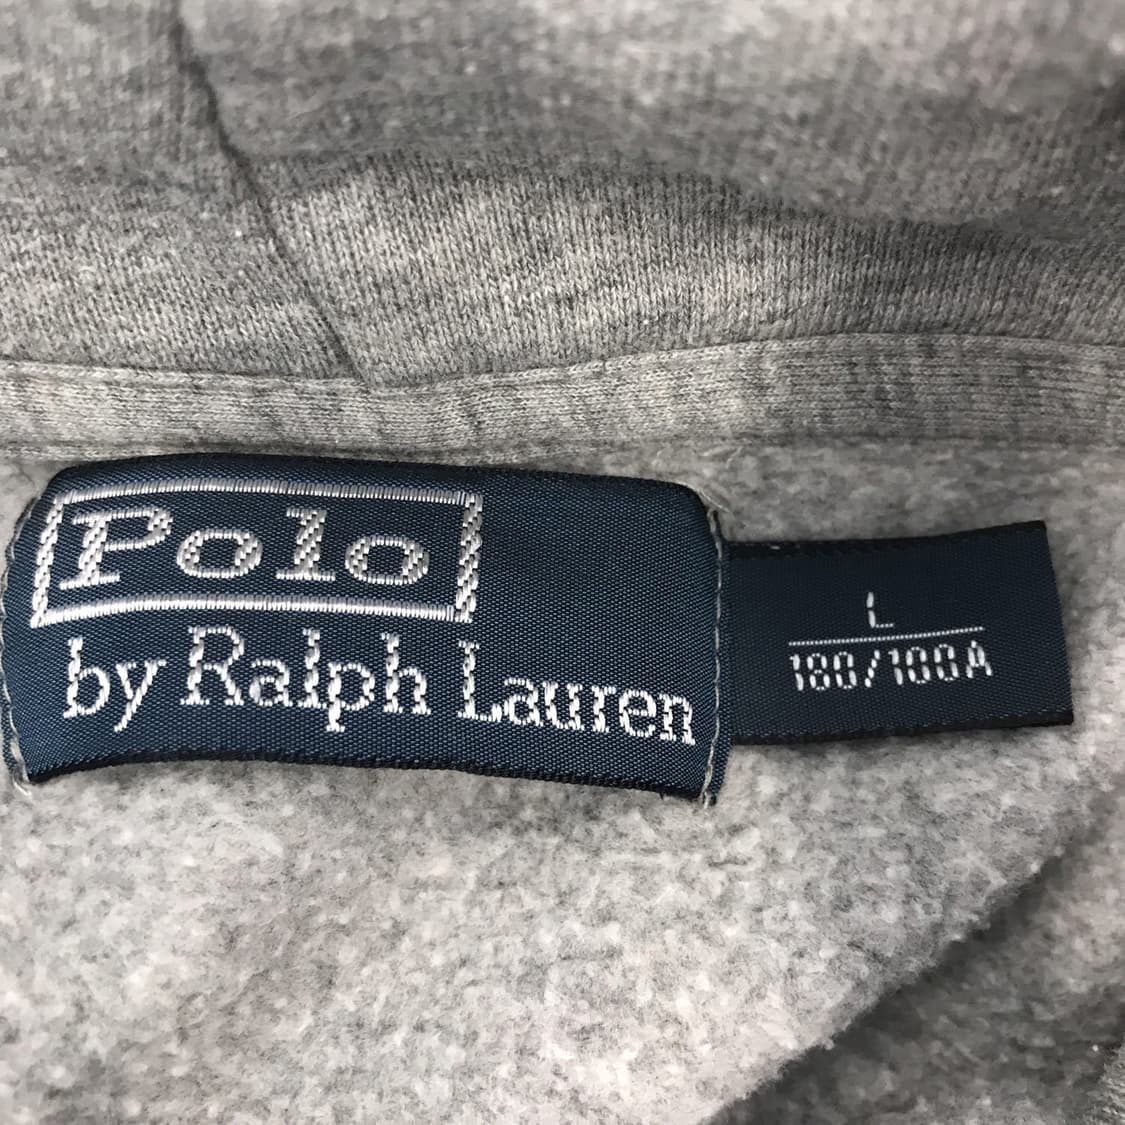 Polo
by Ralph Lauren
L
180/100A